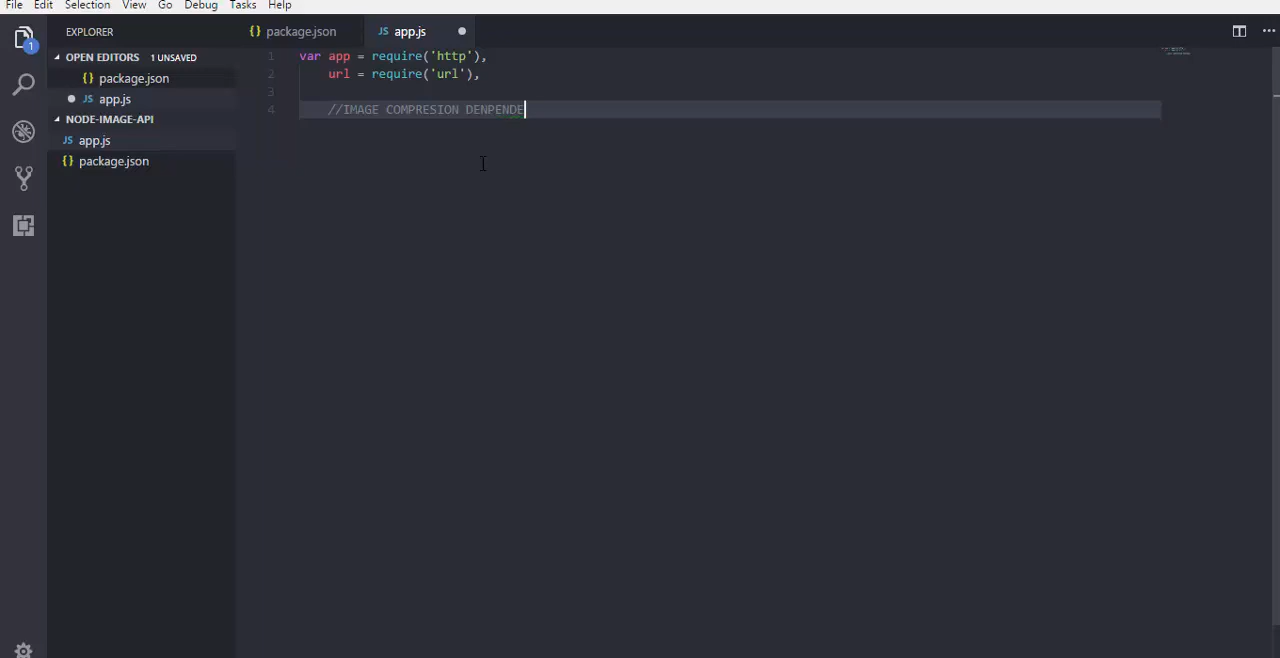 File Edit Selection View Go Debug Tasks Help
EXPLORER
{} package.json
JS app.js
OPEN EDITORS 1 UNSAVED
{} package.json
JS app.js
NODE-IMAGE-API
JS app.js
{} package.json
1
1 var app = require('http'),
2 url = require('url'),
3
4 //IMAGE COMPRESION DENPENDE